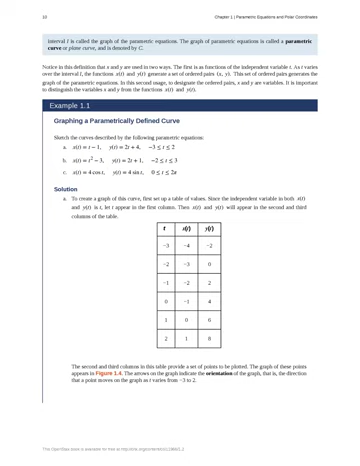 10 Chapter 1 | Parametric Equations and Polar Coordinates
interval I is called the graph of the parametric equations. The graph of parametric equations is called a parametric
curve or plane curve, and is denoted by C.
Notice in this definition that x and y are used in two ways. The first is as functions of the independent variable t. As t varies
over the interval I, the functions x(t) and y(t) generate a set of ordered pairs (x, y). This set of ordered pairs generates the
graph of the parametric equations. In this second usage, to designate the ordered pairs, x and y are variables. It is important
to distinguish the variables x and y from the functions x(t) and y(t).
Example 1.1
Graphing a Parametrically Defined Curve
Sketch the curves described by the following parametric equations:
a. x(t) = t − 1, y(t) = 2t + 4, −3 ≤ t ≤ 2
b. x(t) = t² − 3, y(t) = 2t + 1, −2 ≤ t ≤ 3
c. x(t) = 4 cos t, y(t) = 4 sin t, 0 ≤ t ≤ 2π
Solution
a. To create a graph of this curve, first set up a table of values. Since the independent variable in both x(t)
and y(t) is t, let t appear in the first column. Then x(t) and y(t) will appear in the second and third
columns of the table.
t x(t) y(t)
−3 −4 −2
−2 −3 0
−1 −2 2
0 −1 4
1 0 6
2 1 8
The second and third columns in this table provide a set of points to be plotted. The graph of these points
appears in Figure 1.4. The arrows on the graph indicate the orientation of the graph, that is, the direction
that a point moves on the graph as t varies from −3 to 2.
This OpenStax book is available for free at